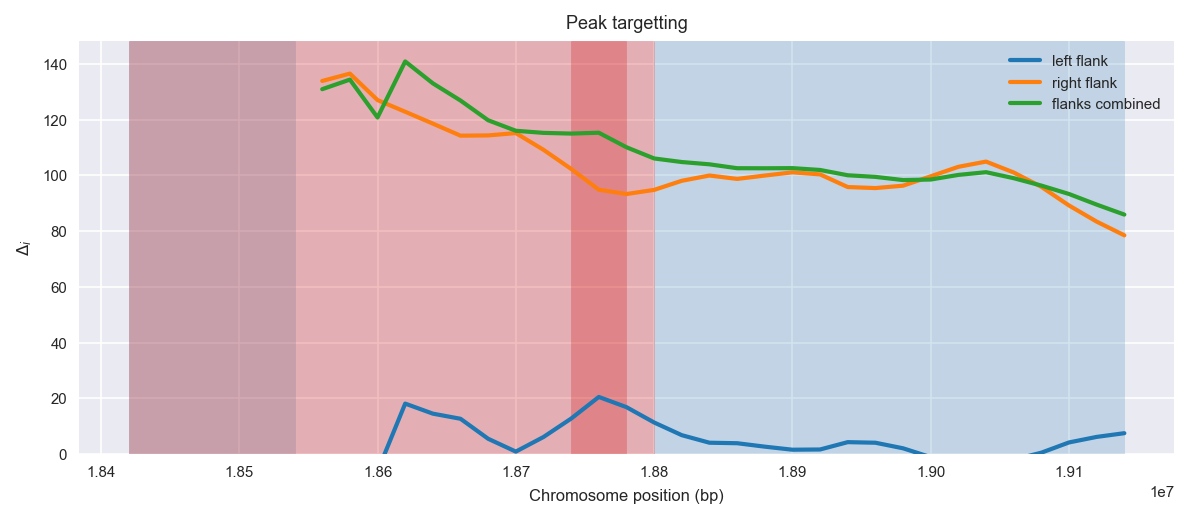 Peak targetting
left flank
right flank
flanks combined
140
120
100
80
60
40
20
0
Δi
1.84 1.85 1.86 1.87 1.88 1.89 1.90 1.91
1e7
Chromosome position (bp)